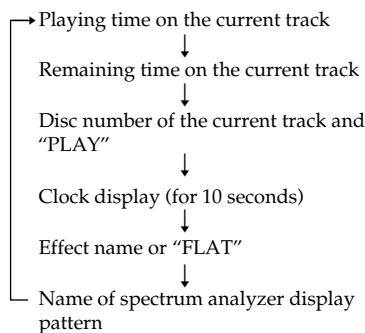 Playing time on the current track
Remaining time on the current track
Disc number of the current track and
“PLAY”
Clock display (for 10 seconds)
Effect name or “FLAT”
Name of spectrum analyzer display
pattern